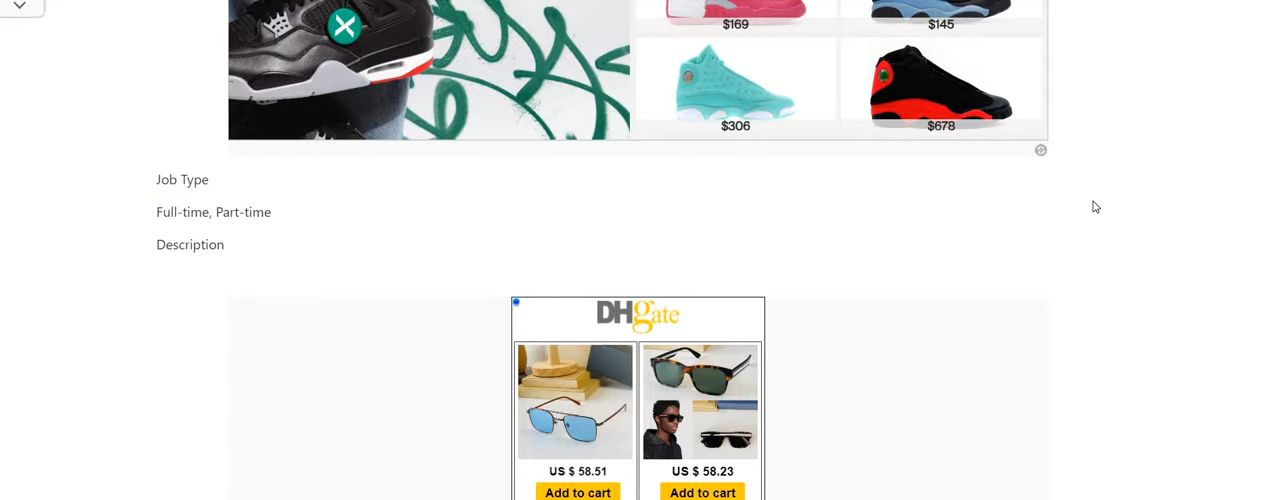 $169 $145
$306 $678
Job Type
Full-time, Part-time
Description
DHgate
US $ 58.51 US $ 58.23
Add to cart Add to cart